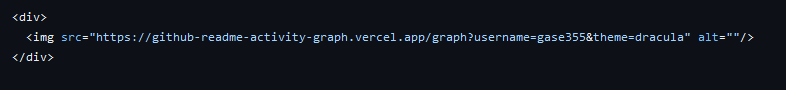 <div>
  <img src="https://github-readme-activity-graph.vercel.app/graph?username=gase355&theme=dracula" alt=""/>
</div>